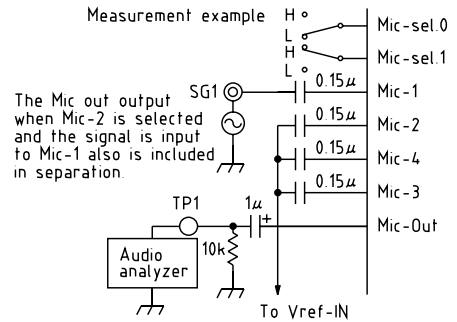 Measurement example
H
L
Mic-sel.0
H
L
Mic-sel.1
SG1
0.15μ
Mic-1
The Mic out output
when Mic-2 is selected
and the signal is input
to Mic-1 also is included
in separation.
0.15μ
Mic-2
0.15μ
Mic-4
0.15μ
Mic-3
TP1
1μ
+
Mic-Out
10k
Audio
analyzer
To Vref-IN